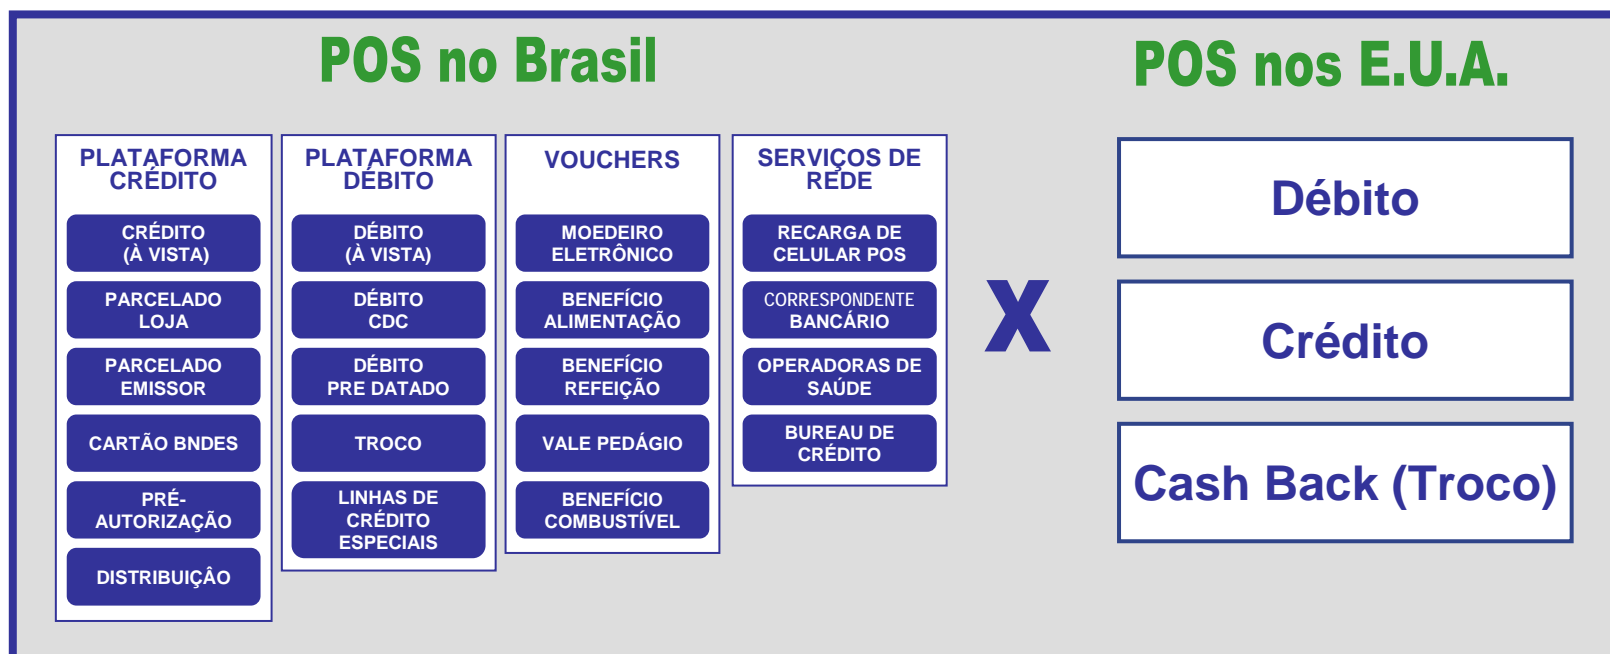 POS no Brasil
POS nos E.U.A.
PLATAFORMA
CRÉDITO
CRÉDITO
(À VISTA)
PARCELADO
LOJA
PARCELADO
EMISSOR
CARTÃO BNDES
PRÉ-
AUTORIZAÇÃO
DISTRIBUIÇÂO
PLATAFORMA
DÉBITO
DÉBITO
(À VISTA)
DÉBITO
CDC
DÉBITO
PRE DATADO
TROCO
LINHAS DE
CRÉDITO
ESPECIAIS
VOUCHERS
MOEDEIRO
ELETRÔNICO
BENEFÍCIO
ALIMENTAÇÃO
BENEFÍCIO
REFEIÇÃO
VALE PEDÁGIO
BENEFÍCIO
COMBUSTÍVEL
SERVIÇOS DE
REDE
RECARGA DE
CELULAR POS
CORRESPONDENTE
BANCÁRIO
OPERADORAS DE
SAÚDE
BUREAU DE
CRÉDITO
X
Débito
Crédito
Cash Back (Troco)